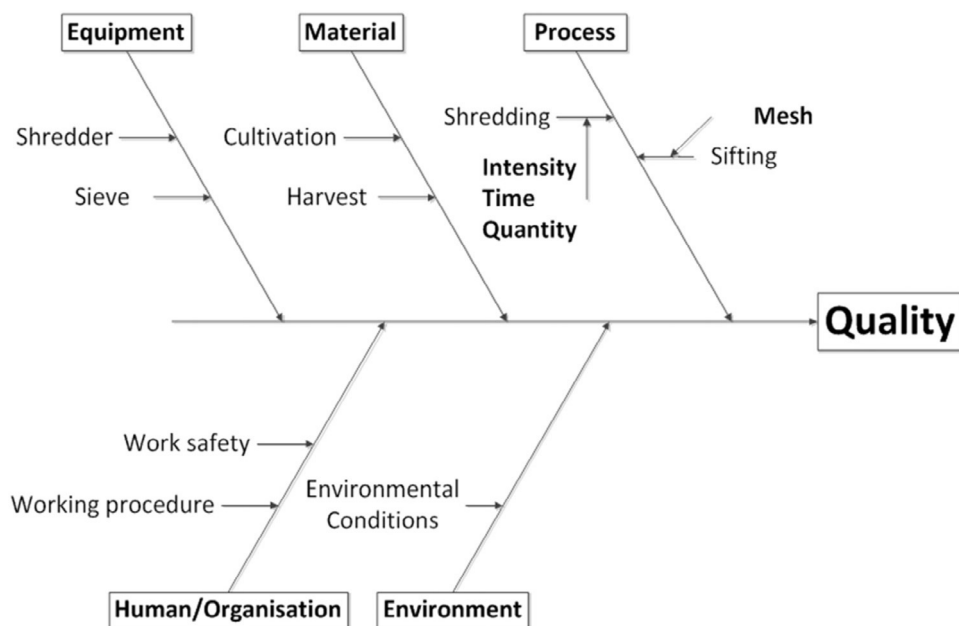 Equipment
Material
Process
Shredder
Cultivation
Shredding
Mesh
Sifting
Sieve
Harvest
Intensity
Time
Quantity
Quality
Work safety
Working procedure
Environmental
Conditions
Human/Organisation
Environment